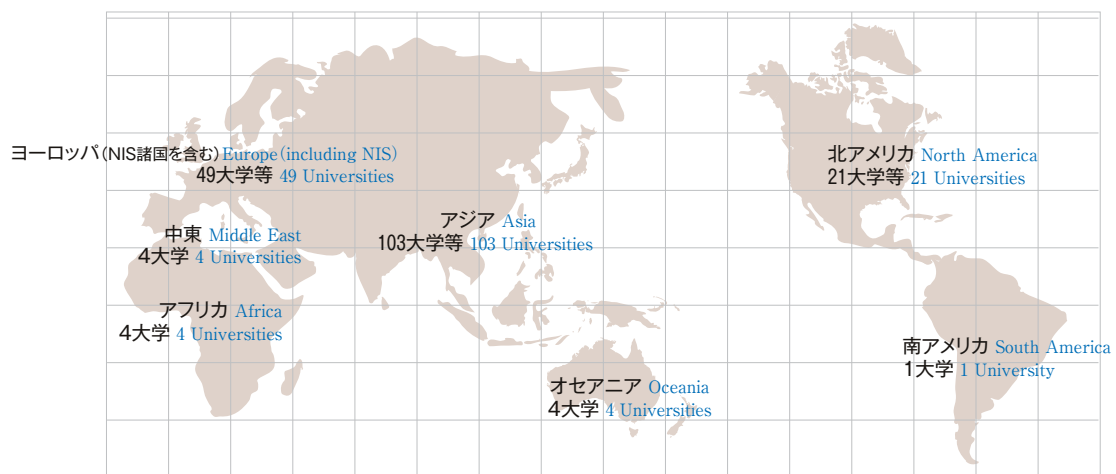 ヨーロッパ(NIS諸国を含む) Europe(including NIS)
49大学等 49 Universities
北アメリカ North America
21大学等 21 Universities
アジア Asia
103大学等 103 Universities
中東 Middle East
4大学 4 Universities
アフリカ Africa
4大学 4 Universities
南アメリカ South America
1大学 1 University
オセアニア Oceania
4大学 4 Universities